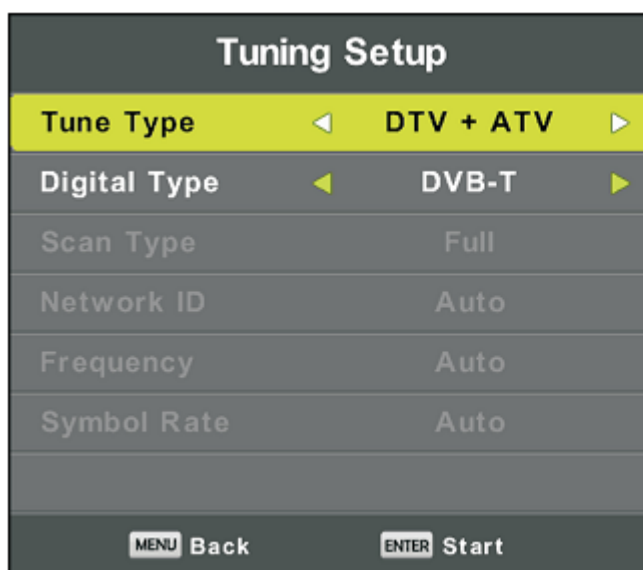 Tuning Setup
Tune Type DTV + ATV
Digital Type DVB-T
Scan Type Full
Network ID Auto
Frequency Auto
Symbol Rate Auto
MENU Back ENTER Start